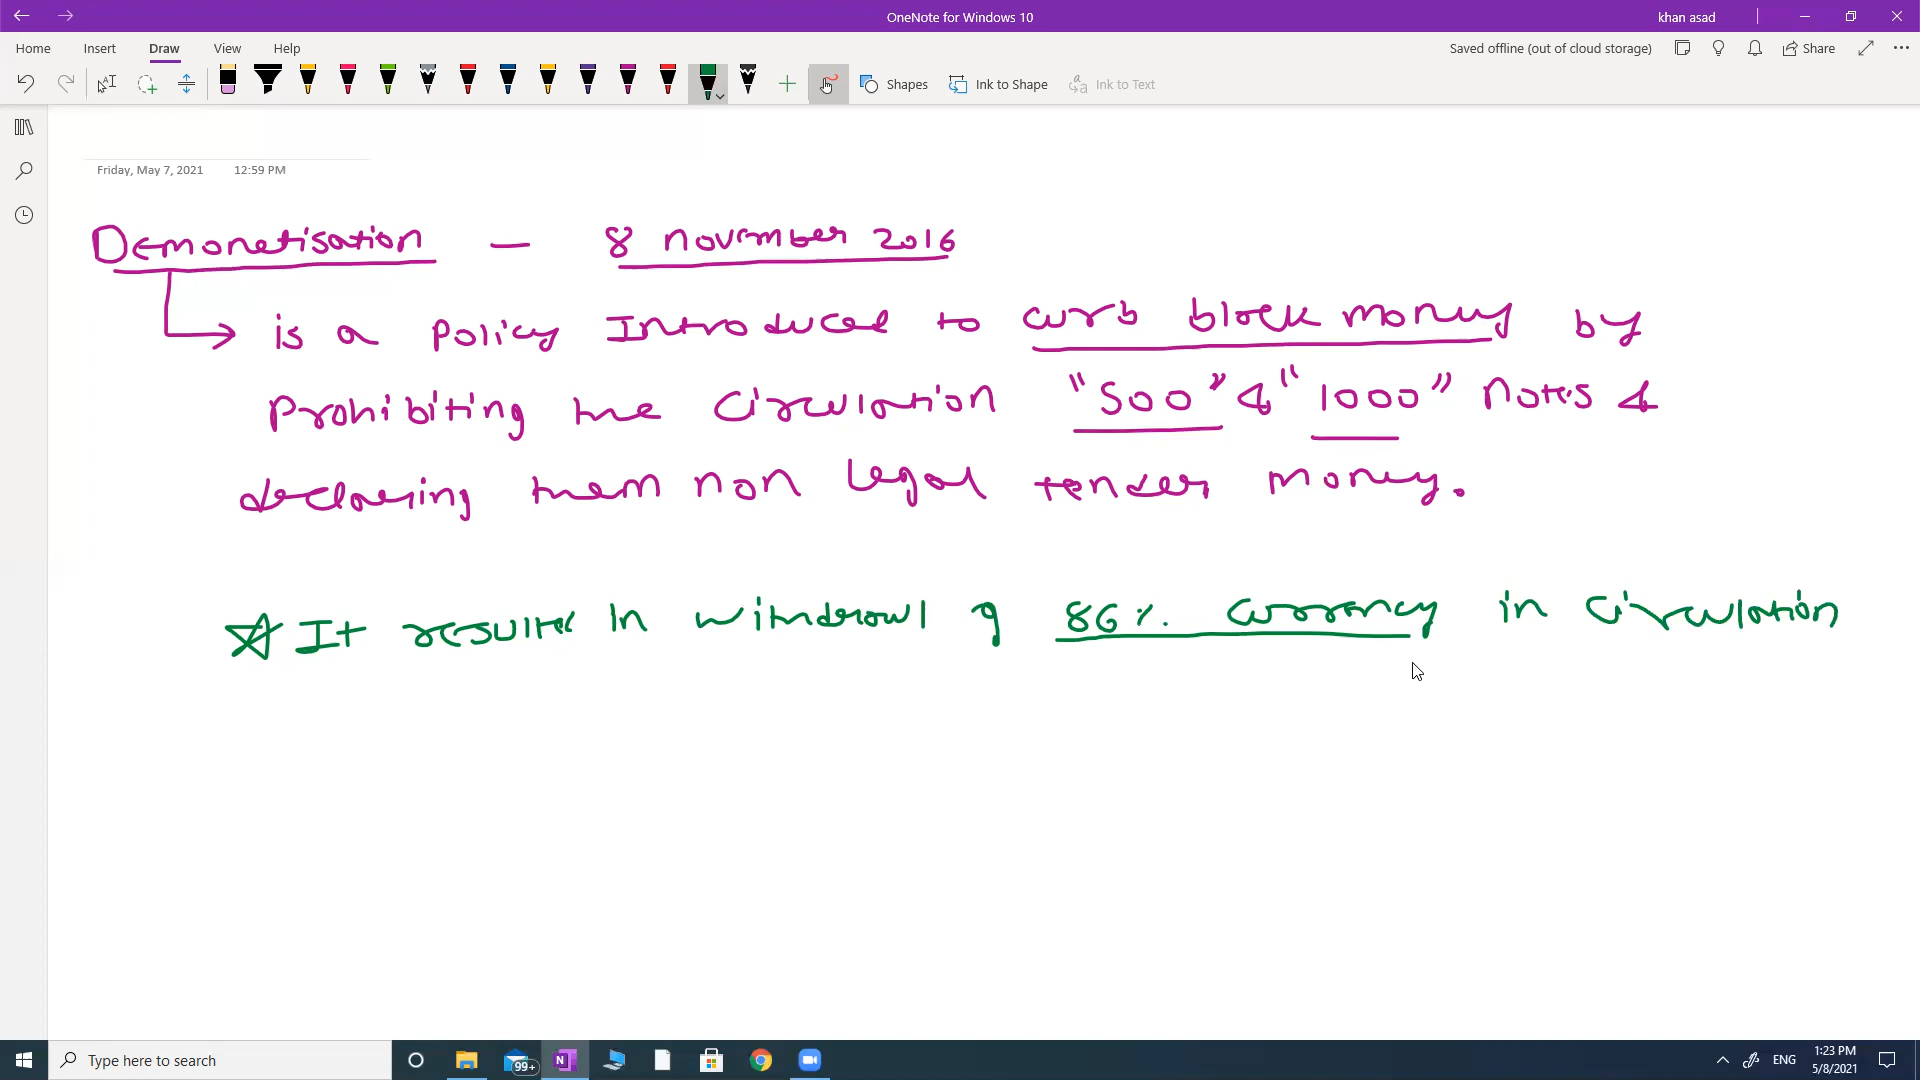 OneNote for Windows 10
khan asad
Home Insert Draw View Help
Saved offline (out of cloud storage) Share
Shapes Ink to Shape Ink to Text
Friday, May 7, 2021 12:59 PM
Demonetisation — 8 november 2016
is a policy Introduced to curb black money by
prohibiting the circulation "500" & "1000" Notes &
declaring them non legal tender money.
It resulted in withdrawl of 86% currency in circulation
Type here to search
99+
ENG
1:23 PM
5/8/2021